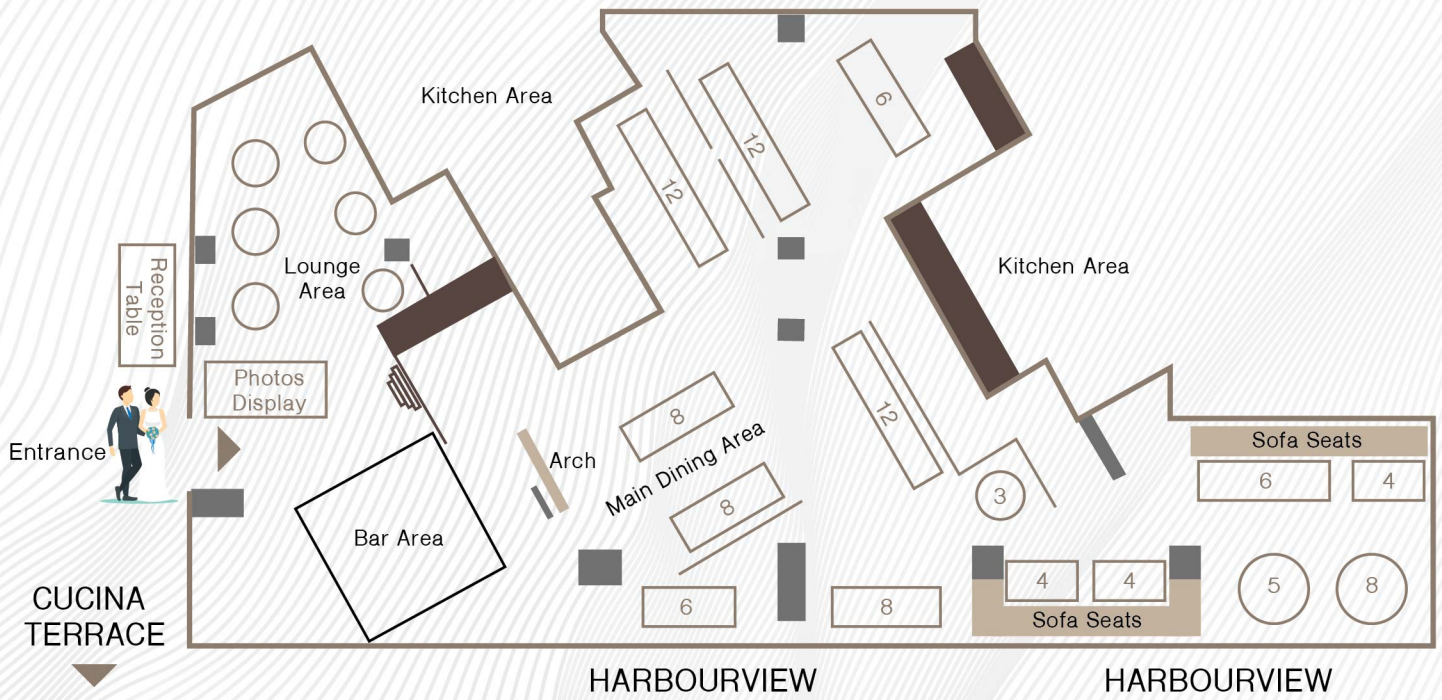 Kitchen Area
6
12
12
Lounge
Area
Kitchen Area
Reception
Table
Photos
Display
Entrance
8
12
Arch
Main Dining Area
Sofa Seats
6
4
3
8
Bar Area
4
4
5
8
6
8
Sofa Seats
CUCINA
TERRACE
HARBOURVIEW
HARBOURVIEW